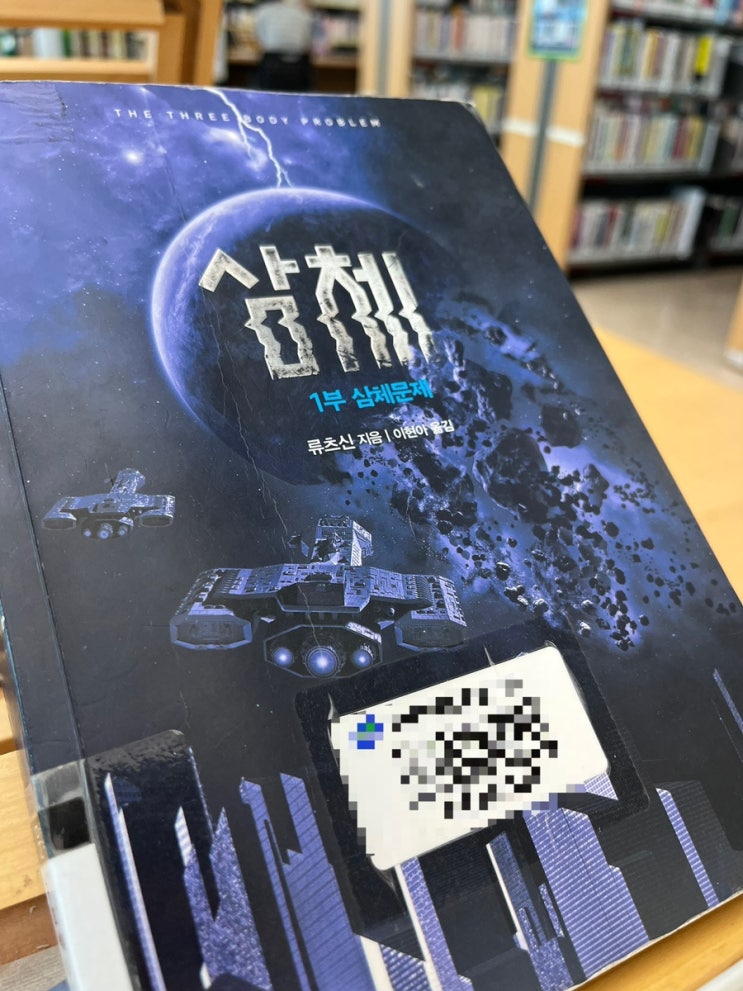 THE THREE BODY PROBLEM
삼체
1부 삼체문제
류츠신 지음 | 이현아 옮김